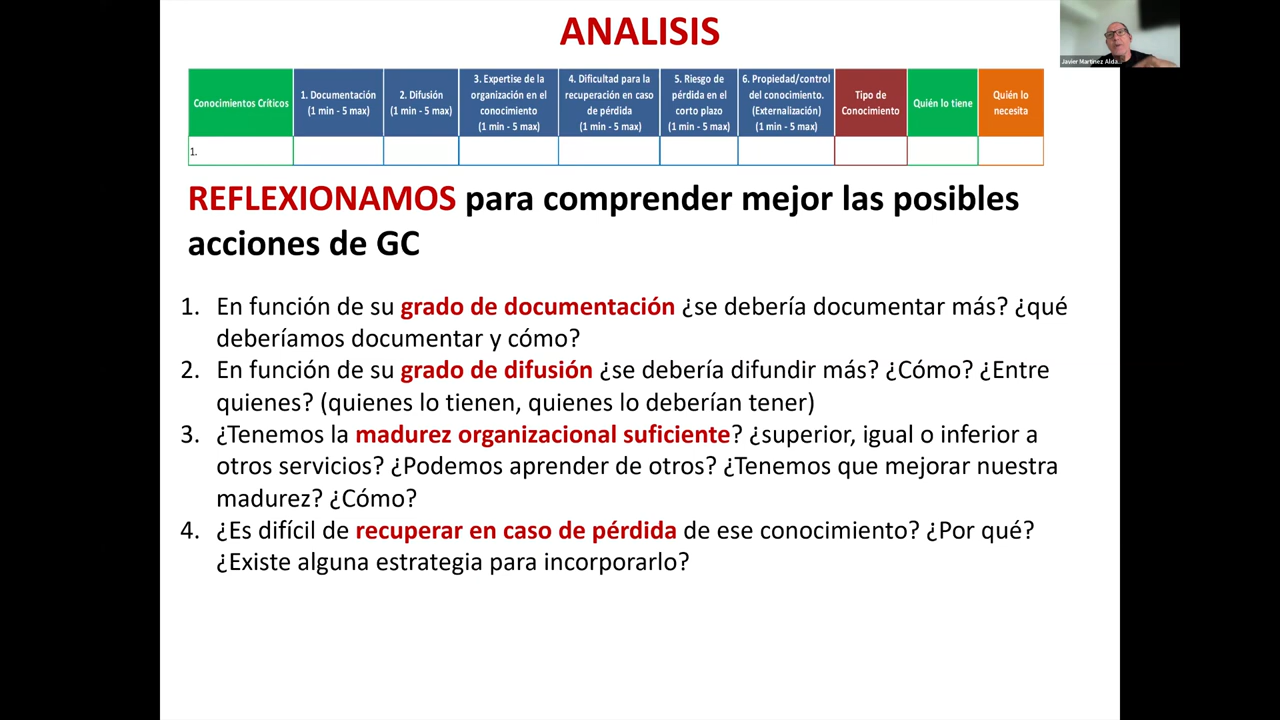 ANALISIS
Javier Martinez Alda...
Conocimientos Críticos
1. Documentación
(1 min - 5 max)
2. Difusión
(1 min - 5 max)
3. Expertise de la
organización en el
conocimiento
(1 min - 5 max)
4. Dificultad para la
recuperación en caso
de pérdida
(1 min - 5 max)
5. Riesgo de
pérdida en el
corto plazo
(1 min - 5 max)
6. Propiedad/control
del conocimiento.
(Externalización)
(1 min - 5 max)
Tipo de
Conocimiento
Quién lo tiene
Quién lo
necesita
1.
REFLEXIONAMOS para comprender mejor las posibles
acciones de GC
1. En función de su grado de documentación ¿se debería documentar más? ¿qué
deberíamos documentar y cómo?
2. En función de su grado de difusión ¿se debería difundir más? ¿Cómo? ¿Entre
quienes? (quienes lo tienen, quienes lo deberían tener)
3. ¿Tenemos la madurez organizacional suficiente? ¿superior, igual o inferior a
otros servicios? ¿Podemos aprender de otros? ¿Tenemos que mejorar nuestra
madurez? ¿Cómo?
4. ¿Es difícil de recuperar en caso de pérdida de ese conocimiento? ¿Por qué?
¿Existe alguna estrategia para incorporarlo?